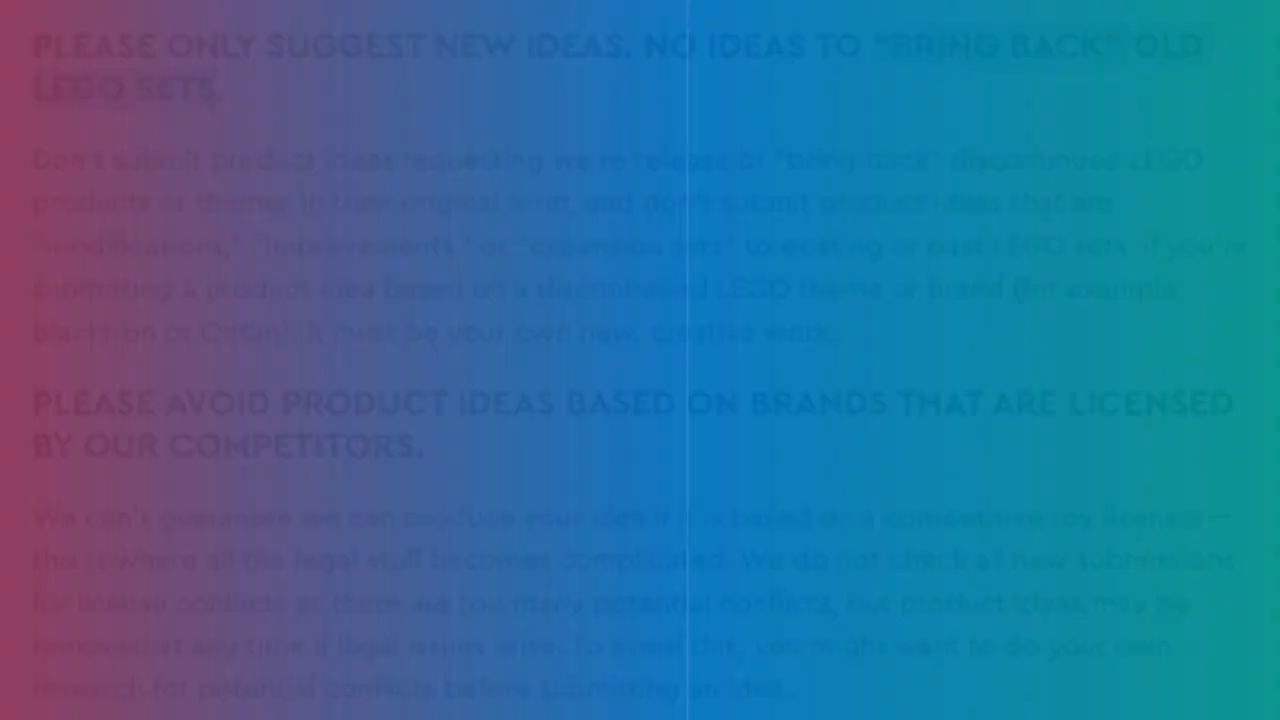 PLEASE ONLY SUGGEST NEW IDEAS. NO IDEAS TO "BRING BACK" OLD
LEGO SETS.
Don't submit product ideas requesting we re-release or "bring back" discontinued LEGO
products or themes in their original form, and don't submit product ideas that are
"modifications," "improvements," or "expansion sets" to existing or past LEGO sets. If you're
submitting a product idea based on a discontinued LEGO theme or brand (for example
Blacktron or Octan), it must be your own new, creative work.
PLEASE AVOID PRODUCT IDEAS BASED ON BRANDS THAT ARE LICENSED
BY OUR COMPETITORS.
We can't guarantee we can produce your idea if it is based on a competitive toy license—
this is where all the legal stuff becomes complicated. We do not check all new submissions
for license conflicts as there are too many potential conflicts, but product ideas may be
removed at any time if legal issues arise. To avoid this, you might want to do your own
research for potential conflicts before submitting an idea.